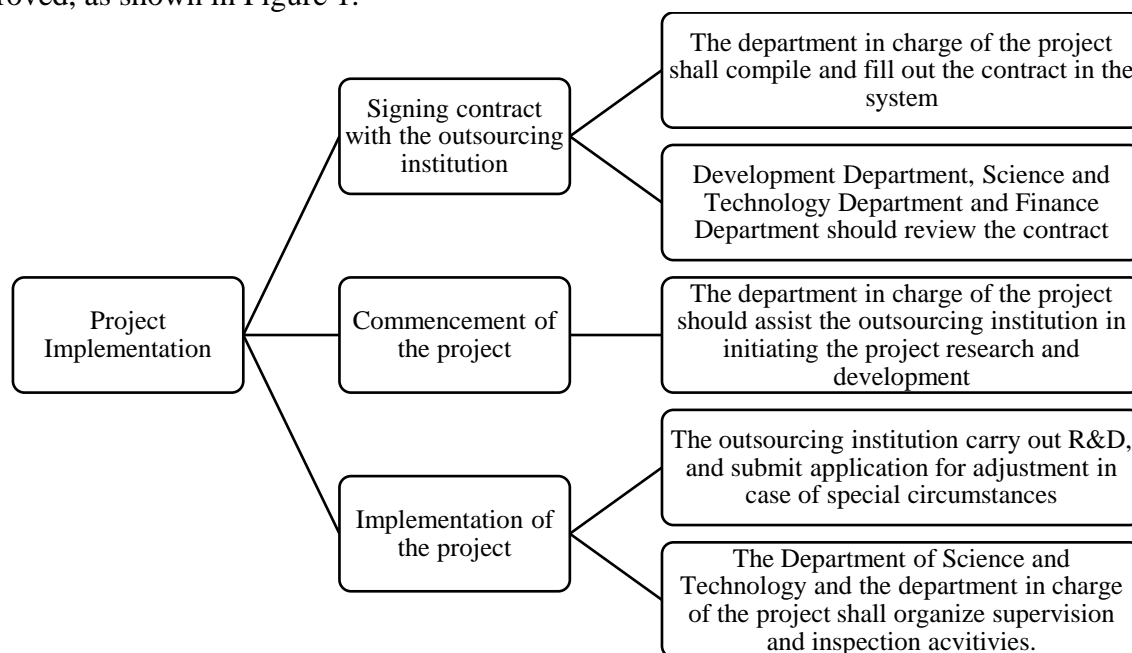 roved, as shown in Figure 1.
The department in charge of the project
shall compile and fill out the contract in the
system
Signing contract
with the outsourcing
institution
Development Department, Science and
Technology Department and Finance
Department should review the contract
Project
Implementation
Commencement of
the project
The department in charge of the project
should assist the outsourcing institution in
initiating the project research and
development
The outsourcing institution carry out R&D,
and submit application for adjustment in
case of special circumstances
Implementation of
the project
The Department of Science and
Technology and the department in charge
of the project shall organize supervision
and inspection acvitivies.